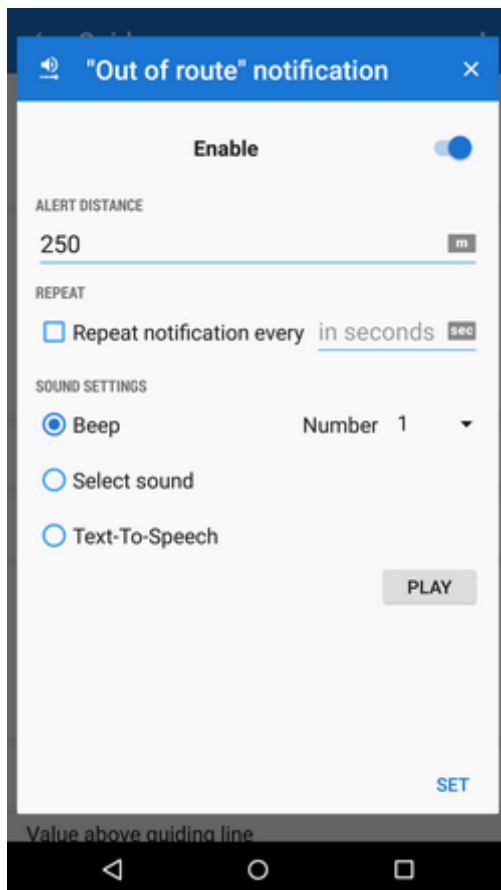 "Out of route" notification
Enable
ALERT DISTANCE
250 m
REPEAT
Repeat notification every in seconds sec
SOUND SETTINGS
Beep Number 1
Select sound
Text-To-Speech
PLAY
SET
Value above guiding line